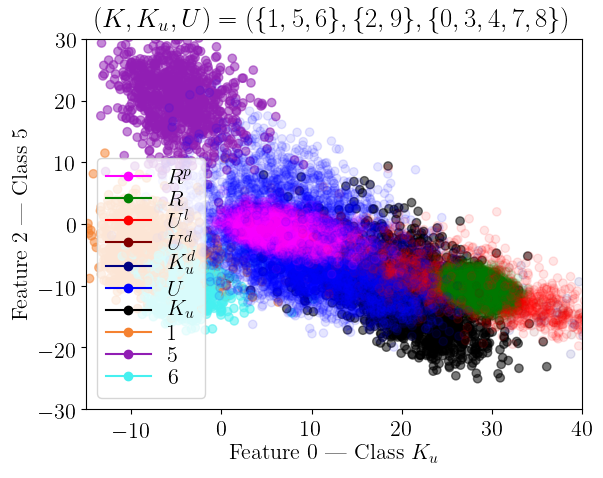 (K, K_u, U) = ({1, 5, 6}, {2, 9}, {0, 3, 4, 7, 8})
30
20
10
0
−10
−20
−30
Feature 2 — Class 5
R^p
R
U^l
U^d
K_u^d
U
K_u
1
5
6
−10 0 10 20 30 40
Feature 0 — Class K_u